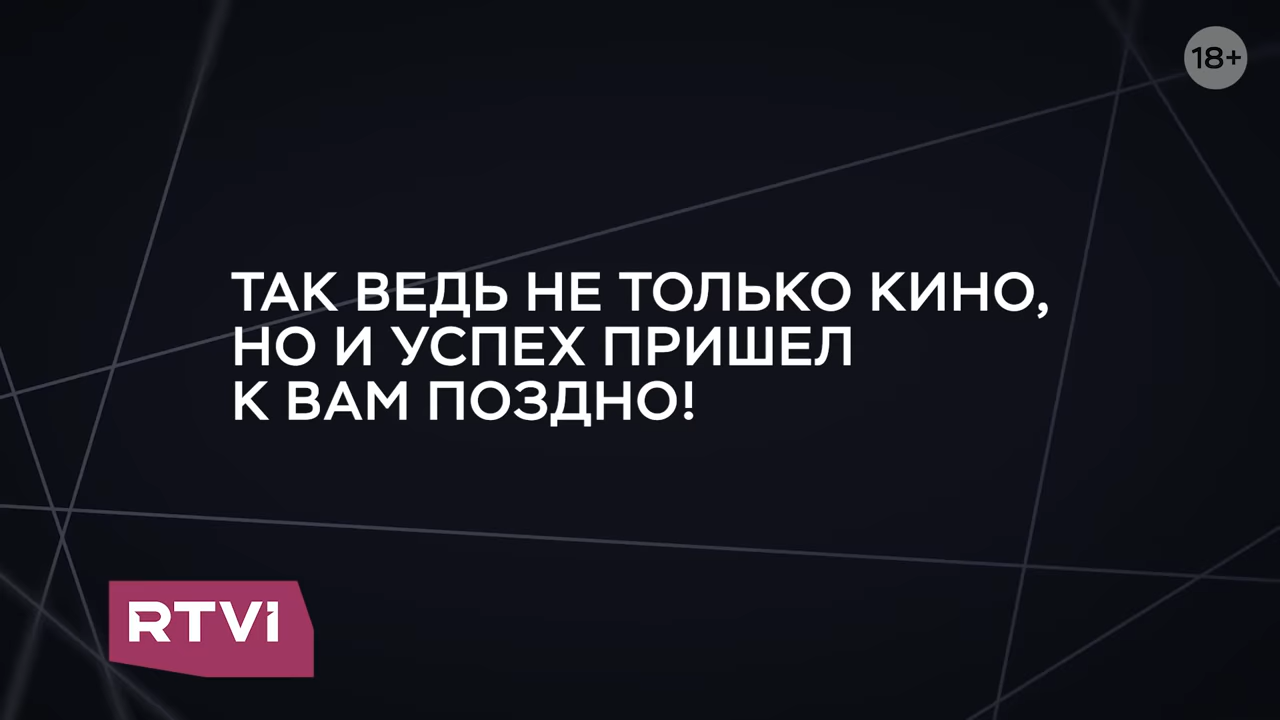 18+
ТАК ВЕДЬ НЕ ТОЛЬКО КИНО,
НО И УСПЕХ ПРИШЕЛ
К ВАМ ПОЗДНО!
RTVI